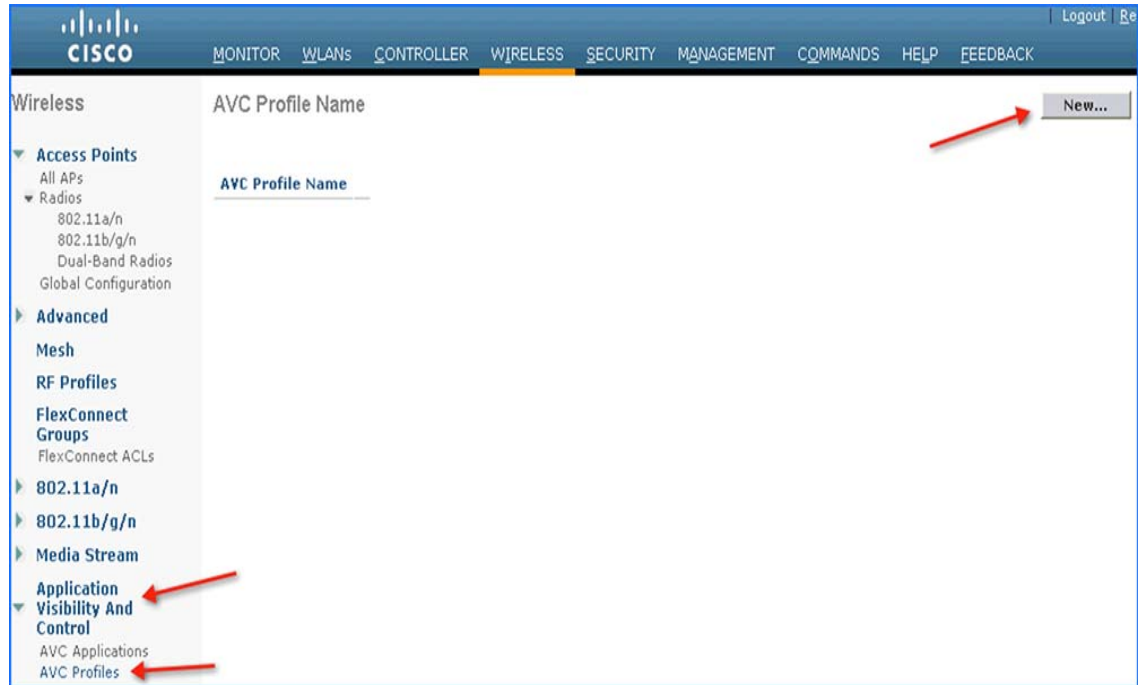 Logout Re
CISCO
MONITOR WLANs CONTROLLER WIRELESS SECURITY MANAGEMENT COMMANDS HELP FEEDBACK
Wireless
Access Points
All APs
Radios
802.11a/n
802.11b/g/n
Dual-Band Radios
Global Configuration
Advanced
Mesh
RF Profiles
FlexConnect
Groups
FlexConnect ACLs
802.11a/n
802.11b/g/n
Media Stream
Application
Visibility And
Control
AVC Applications
AVC Profiles
AVC Profile Name
New...
AVC Profile Name